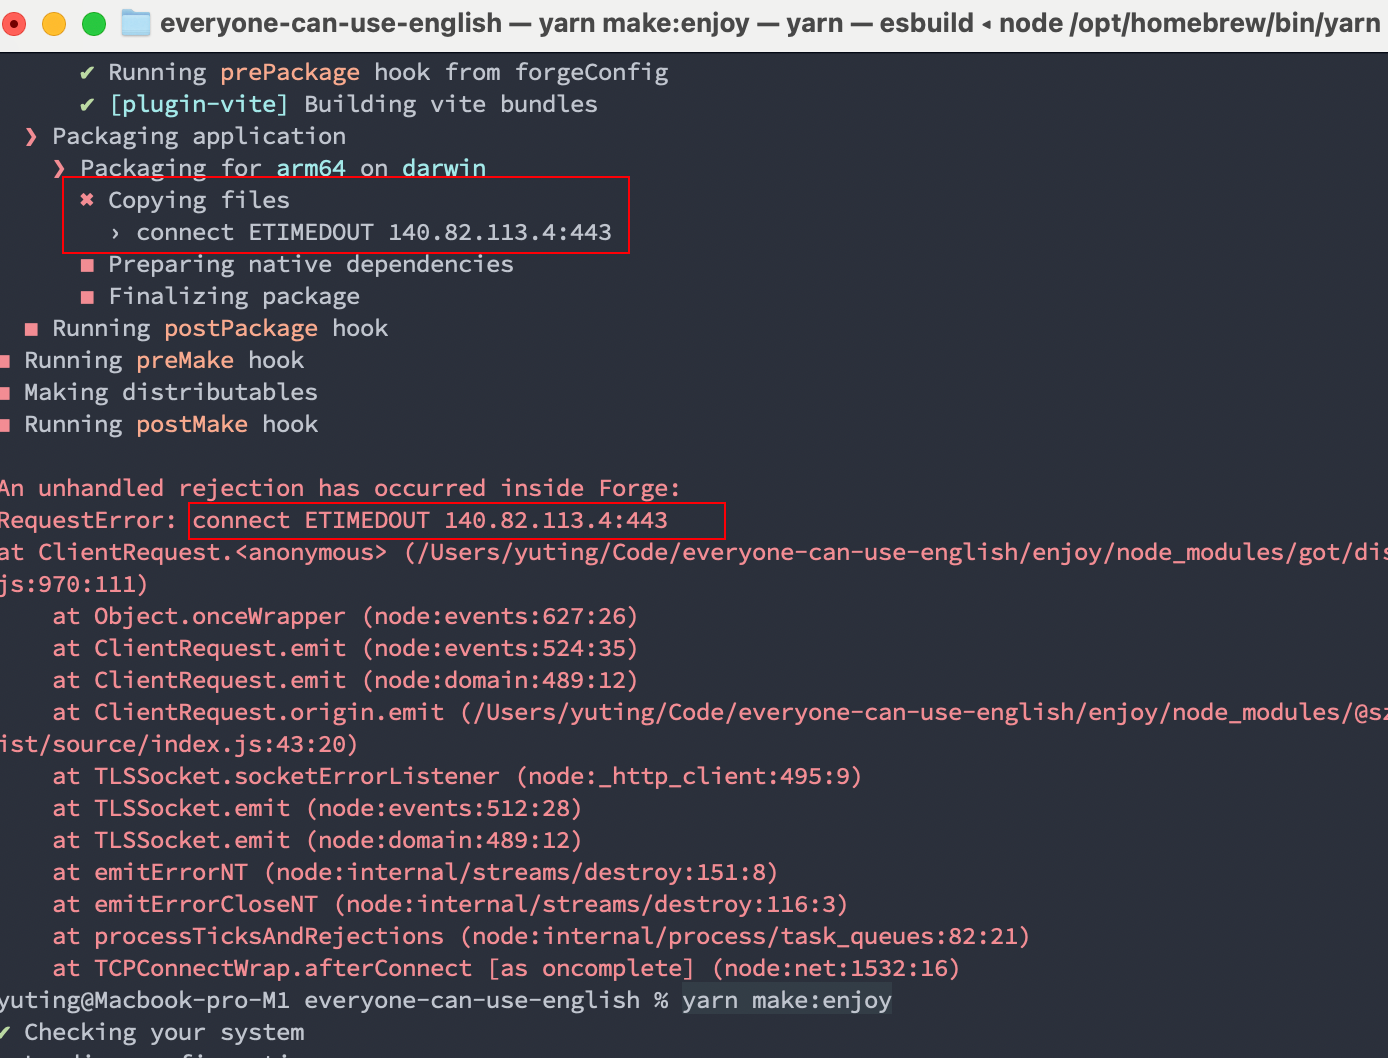 everyone-can-use-english — yarn make:enjoy — yarn — esbuild ◂ node /opt/homebrew/bin/yarn
✔ Running prePackage hook from forgeConfig
✔ [plugin-vite] Building vite bundles
❯ Packaging application
❯ Packaging for arm64 on darwin
✖ Copying files
› connect ETIMEDOUT 140.82.113.4:443
■ Preparing native dependencies
■ Finalizing package
■ Running postPackage hook
■ Running preMake hook
■ Making distributables
■ Running postMake hook
An unhandled rejection has occurred inside Forge:
RequestError: connect ETIMEDOUT 140.82.113.4:443
at ClientRequest.<anonymous> (/Users/yuting/Code/everyone-can-use-english/enjoy/node_modules/got/dis
js:970:111)
at Object.onceWrapper (node:events:627:26)
at ClientRequest.emit (node:events:524:35)
at ClientRequest.emit (node:domain:489:12)
at ClientRequest.origin.emit (/Users/yuting/Code/everyone-can-use-english/enjoy/node_modules/@sz
ist/source/index.js:43:20)
at TLSSocket.socketErrorListener (node:_http_client:495:9)
at TLSSocket.emit (node:events:512:28)
at TLSSocket.emit (node:domain:489:12)
at emitErrorNT (node:internal/streams/destroy:151:8)
at emitErrorCloseNT (node:internal/streams/destroy:116:3)
at processTicksAndRejections (node:internal/process/task_queues:82:21)
at TCPConnectWrap.afterConnect [as oncomplete] (node:net:1532:16)
yuting@Macbook-pro-M1 everyone-can-use-english % yarn make:enjoy
✔ Checking your system